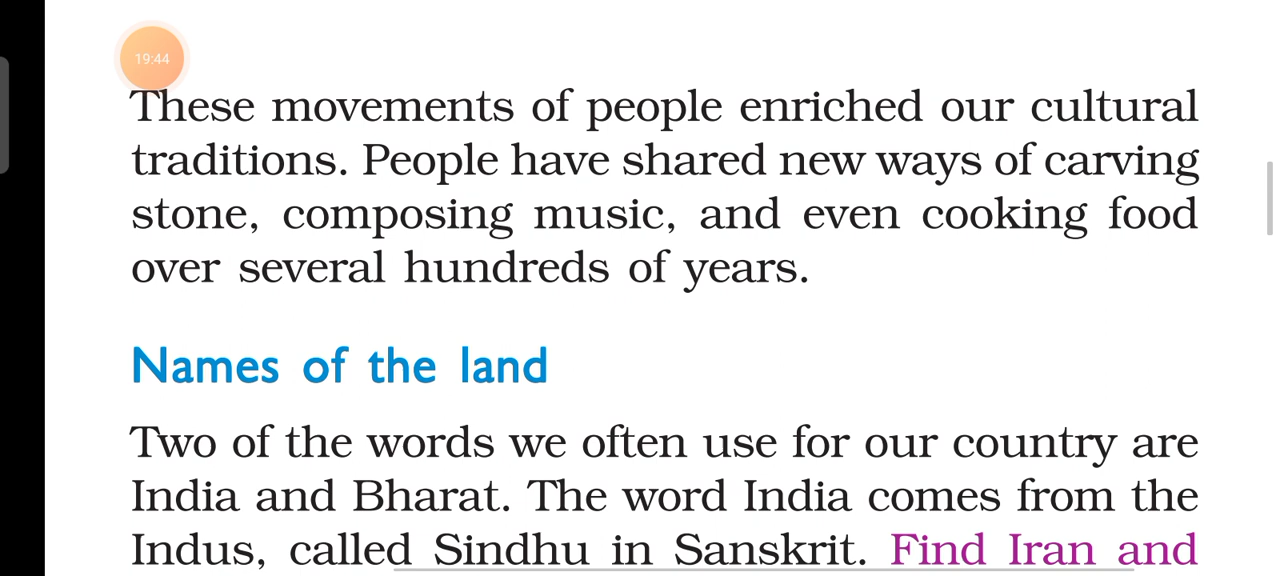 19:44
These movements of people enriched our cultural
traditions. People have shared new ways of carving
stone, composing music, and even cooking food
over several hundreds of years.
Names of the land
Two of the words we often use for our country are
India and Bharat. The word India comes from the
Indus, called Sindhu in Sanskrit. Find Iran and